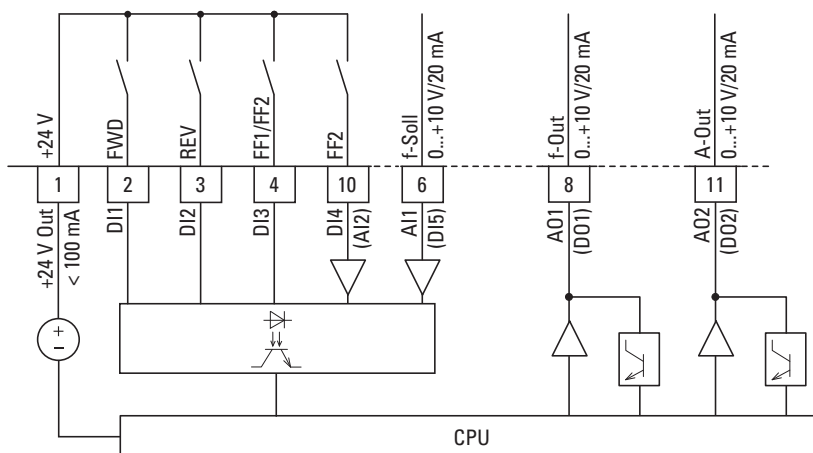 +24 V
FWD
REV
FF1/FF2
FF2
f-Soll
0...+10 V/20 mA
f-Out
0...+10 V/20 mA
A-Out
0...+10 V/20 mA
1
2
3
4
10
6
8
11
+24 V Out
< 100 mA
DI1
DI2
DI3
DI4
(AI2)
AI1
(DI5)
AO1
(DO1)
AO2
(DO2)
+
-
CPU